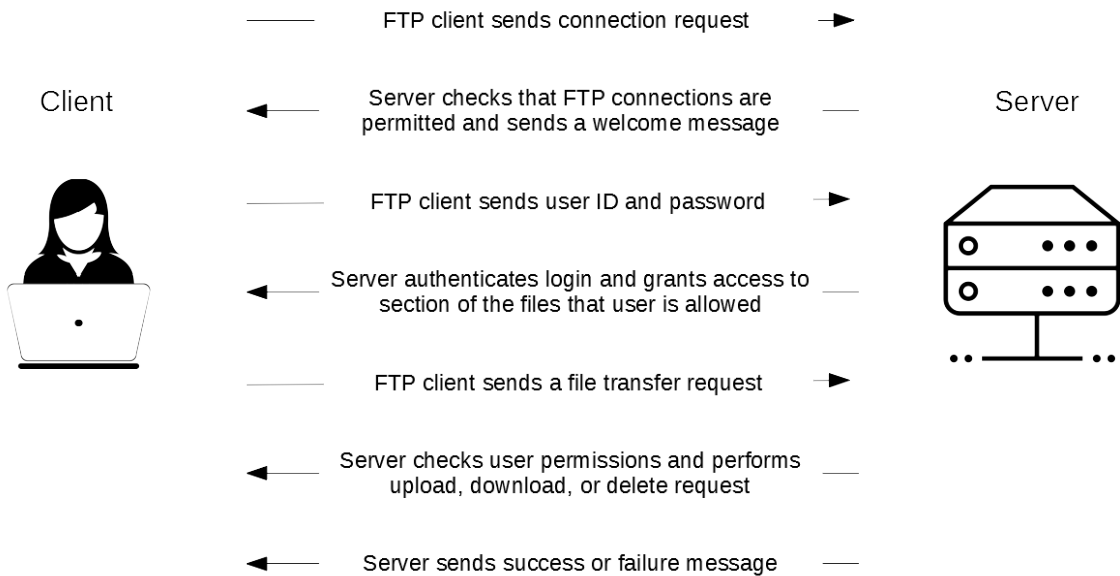 FTP client sends connection request
Client
Server checks that FTP connections are
permitted and sends a welcome message
Server
FTP client sends user ID and password
Server authenticates login and grants access to
section of the files that user is allowed
FTP client sends a file transfer request
Server checks user permissions and performs
upload, download, or delete request
Server sends success or failure message